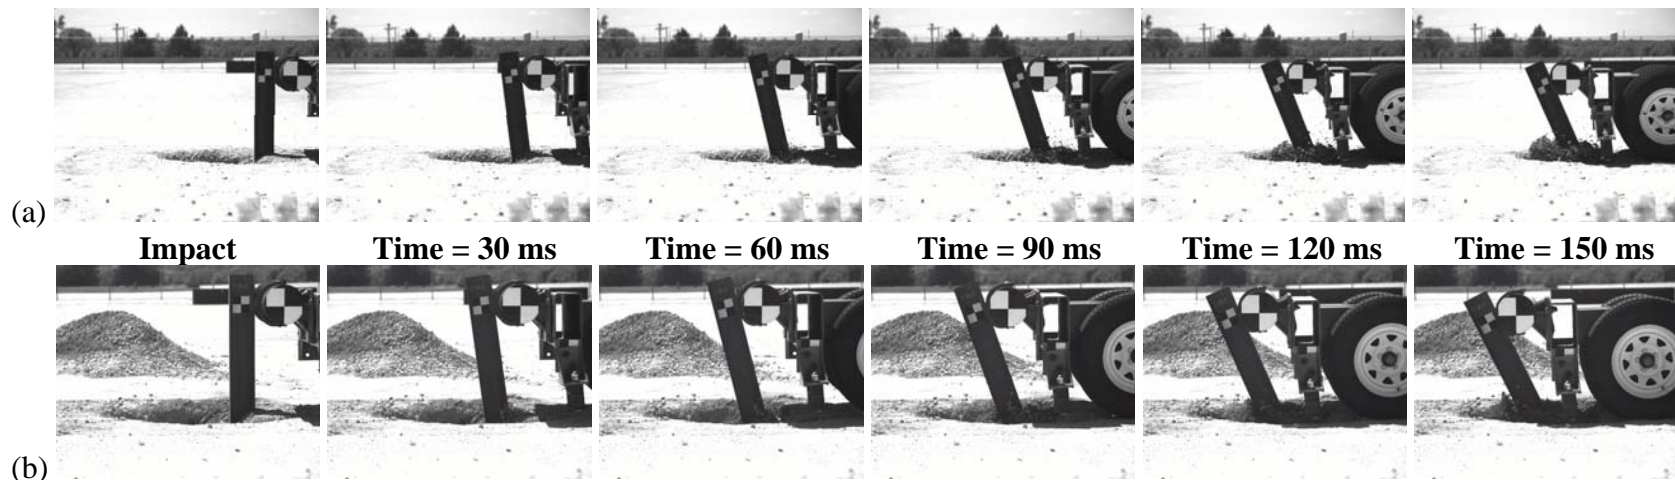 (a)
Impact Time = 30 ms Time = 60 ms Time = 90 ms Time = 120 ms Time = 150 ms
(b)